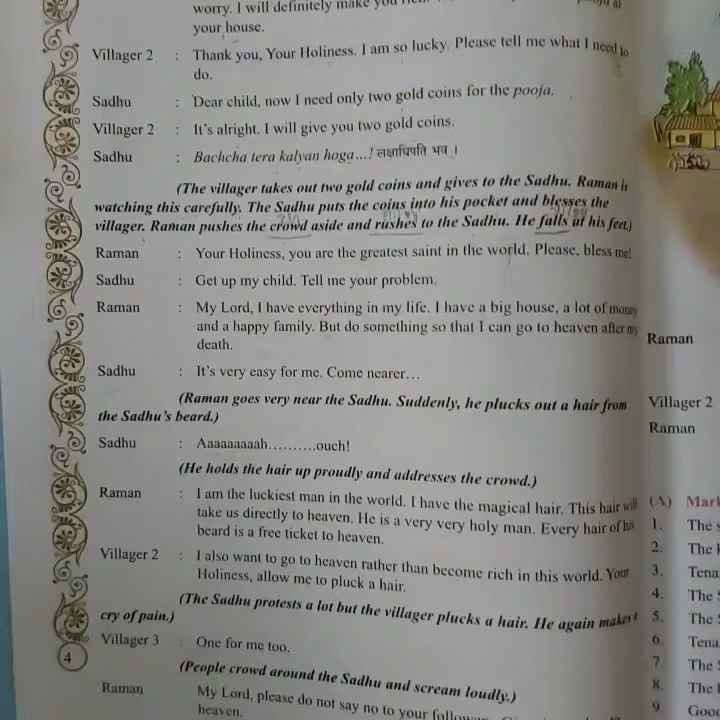 worry. I will definitely make you
your house.
Villager 2 : Thank you, Your Holiness. I am so lucky. Please tell me what I need to
do.
Sadhu : Dear child, now I need only two gold coins for the pooja.
Villager 2 : It's alright. I will give you two gold coins.
Sadhu : Bachcha tera kalyan hoga...! लक्षाधिपति भव ।
(The villager takes out two gold coins and gives to the Sadhu. Raman is
watching this carefully. The Sadhu puts the coins into his pocket and blesses the
villager. Raman pushes the crowd aside and rushes to the Sadhu. He falls at his feet.)
Raman : Your Holiness, you are the greatest saint in the world. Please, bless me!
Sadhu : Get up my child. Tell me your problem.
Raman : My Lord, I have everything in my life. I have a big house, a lot of money
and a happy family. But do something so that I can go to heaven after my
death.
Sadhu : It's very easy for me. Come nearer...
(Raman goes very near the Sadhu. Suddenly, he plucks out a hair from
the Sadhu's beard.)
Sadhu : Aaaaaaaaah..........ouch!
(He holds the hair up proudly and addresses the crowd.)
Raman : I am the luckiest man in the world. I have the magical hair. This hair will
take us directly to heaven. He is a very very holy man. Every hair of his
beard is a free ticket to heaven.
Villager 2 : I also want to go to heaven rather than become rich in this world. Your
Holiness, allow me to pluck a hair.
(The Sadhu protests a lot but the villager plucks a hair. He again makes a
cry of pain.)
Villager 3 : One for me too.
(People crowd around the Sadhu and scream loudly.)
Raman My Lord, please do not say no to your
heaven.
4
Raman
Villager 2
Raman
(A) Mar
1. The
2. The
3. Tena
4. The
5. The
6. Tena
7. The
8. The
9 Good